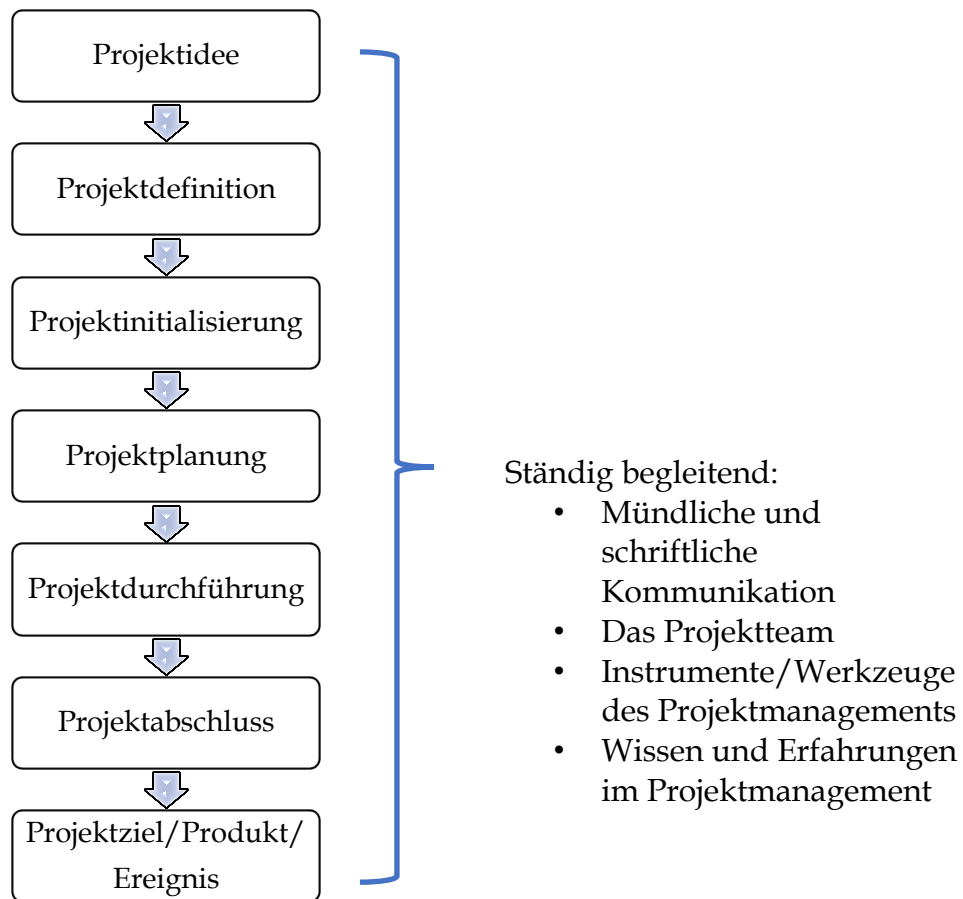 Projektidee
Projektdefinition
Projektinitialisierung
Projektplanung
Projektdurchführung
Projektabschluss
Projektziel/Produkt/
Ereignis
Ständig begleitend:
• Mündliche und
schriftliche
Kommunikation
• Das Projektteam
• Instrumente/Werkzeuge
des Projektmanagements
• Wissen und Erfahrungen
im Projektmanagement